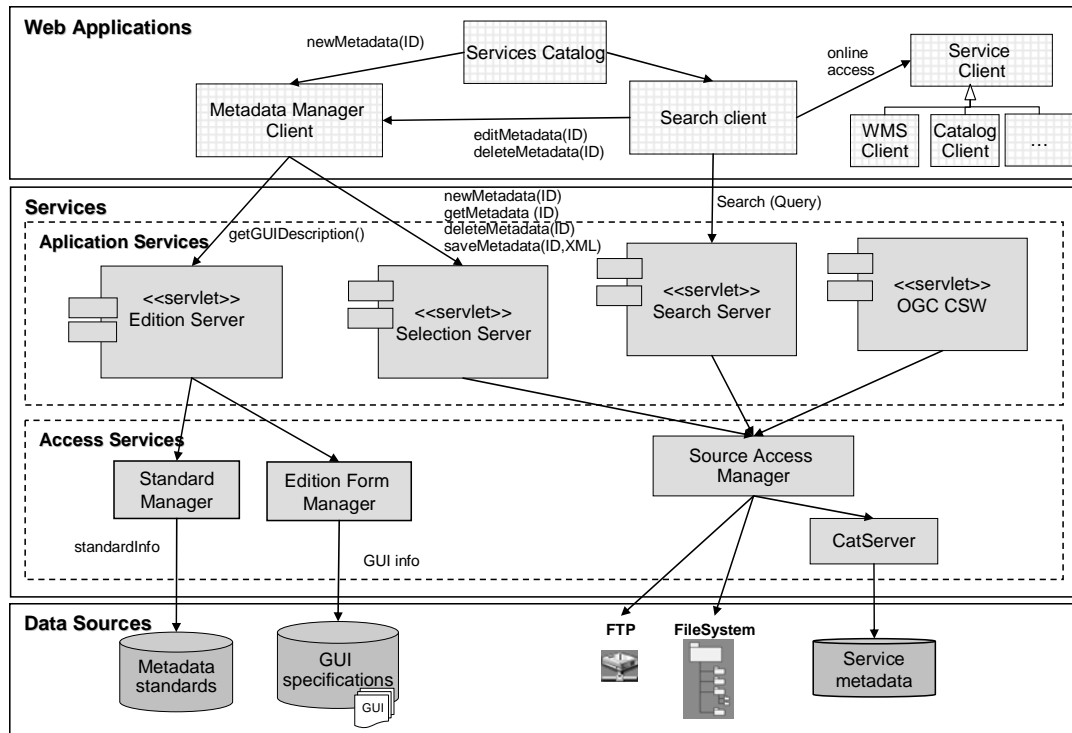 Web Applications
newMetadata(ID)
Services Catalog
online
access
Service
Client
Metadata Manager
Client
Search client
WMS
Client
Catalog
Client
...
editMetadata(ID)
deleteMetadata(ID)
Services
newMetadata(ID)
getMetadata (ID)
deleteMetadata(ID)
saveMetadata(ID,XML)
Search (Query)
Aplication Services
getGUIDescription()
<<servlet>>
Edition Server
<<servlet>>
Selection Server
<<servlet>>
Search Server
<<servlet>>
OGC CSW
Access Services
Standard
Manager
Edition Form
Manager
Source Access
Manager
CatServer
standardInfo
GUI info
Data Sources
FTP
FileSystem
Metadata
standards
GUI
specifications
GUI
Service
metadata